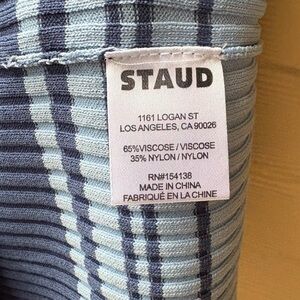 STAUD
1161 LOGAN ST
LOS ANGELES, CA 90026
65%VISCOSE / VISCOSE
35% NYLON / NYLON
RN#154138
MADE IN CHINA
FABRIQUÉ EN LA CHINE